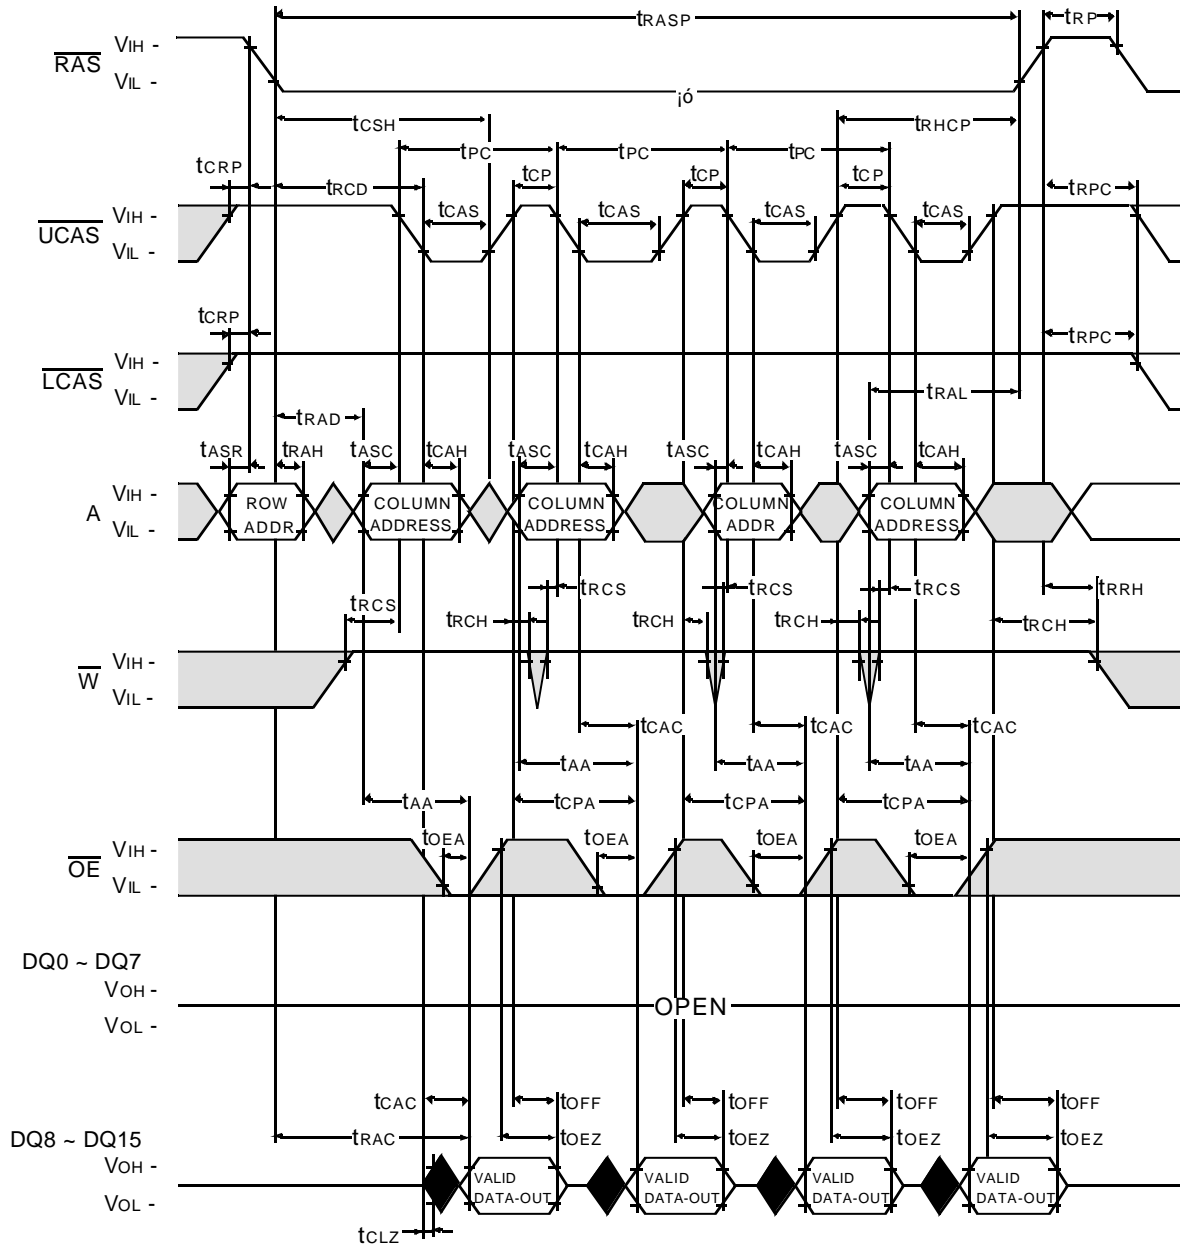 tRASP tRP
RAS VIH -
VIL -
¡ó
tCSH tRHCP
tPC tPC tPC
tCRP tRCD tCP tCP tCP tRPC
tCAS tCAS tCAS tCAS
UCAS VIH -
VIL -
tCRP tRPC
LCAS VIH -
VIL -
tRAL
tRAD
tASR tRAH tASC tCAH tASC tCAH tASC tCAH tASC tCAH
A VIH -
VIL -
ROW ADDR
COLUMN ADDRESS
COLUMN ADDRESS
COLUMN ADDR
COLUMN ADDRESS
tRCS tRCS tRCS tRCS tRRH
tRCH tRCH tRCH tRCH
W VIH -
VIL -
tCAC tCAC tCAC
tAA tAA tAA
tAA tCPA tCPA tCPA
tOEA tOEA tOEA tOEA
OE VIH -
VIL -
DQ0 ~ DQ7
VOH -
VOL -
OPEN
tCAC tOFF tOFF tOFF tOFF
tRAC tOEZ tOEZ tOEZ tOEZ
DQ8 ~ DQ15
VOH -
VOL -
VALID DATA-OUT
VALID DATA-OUT
VALID DATA-OUT
VALID DATA-OUT
tCLZ